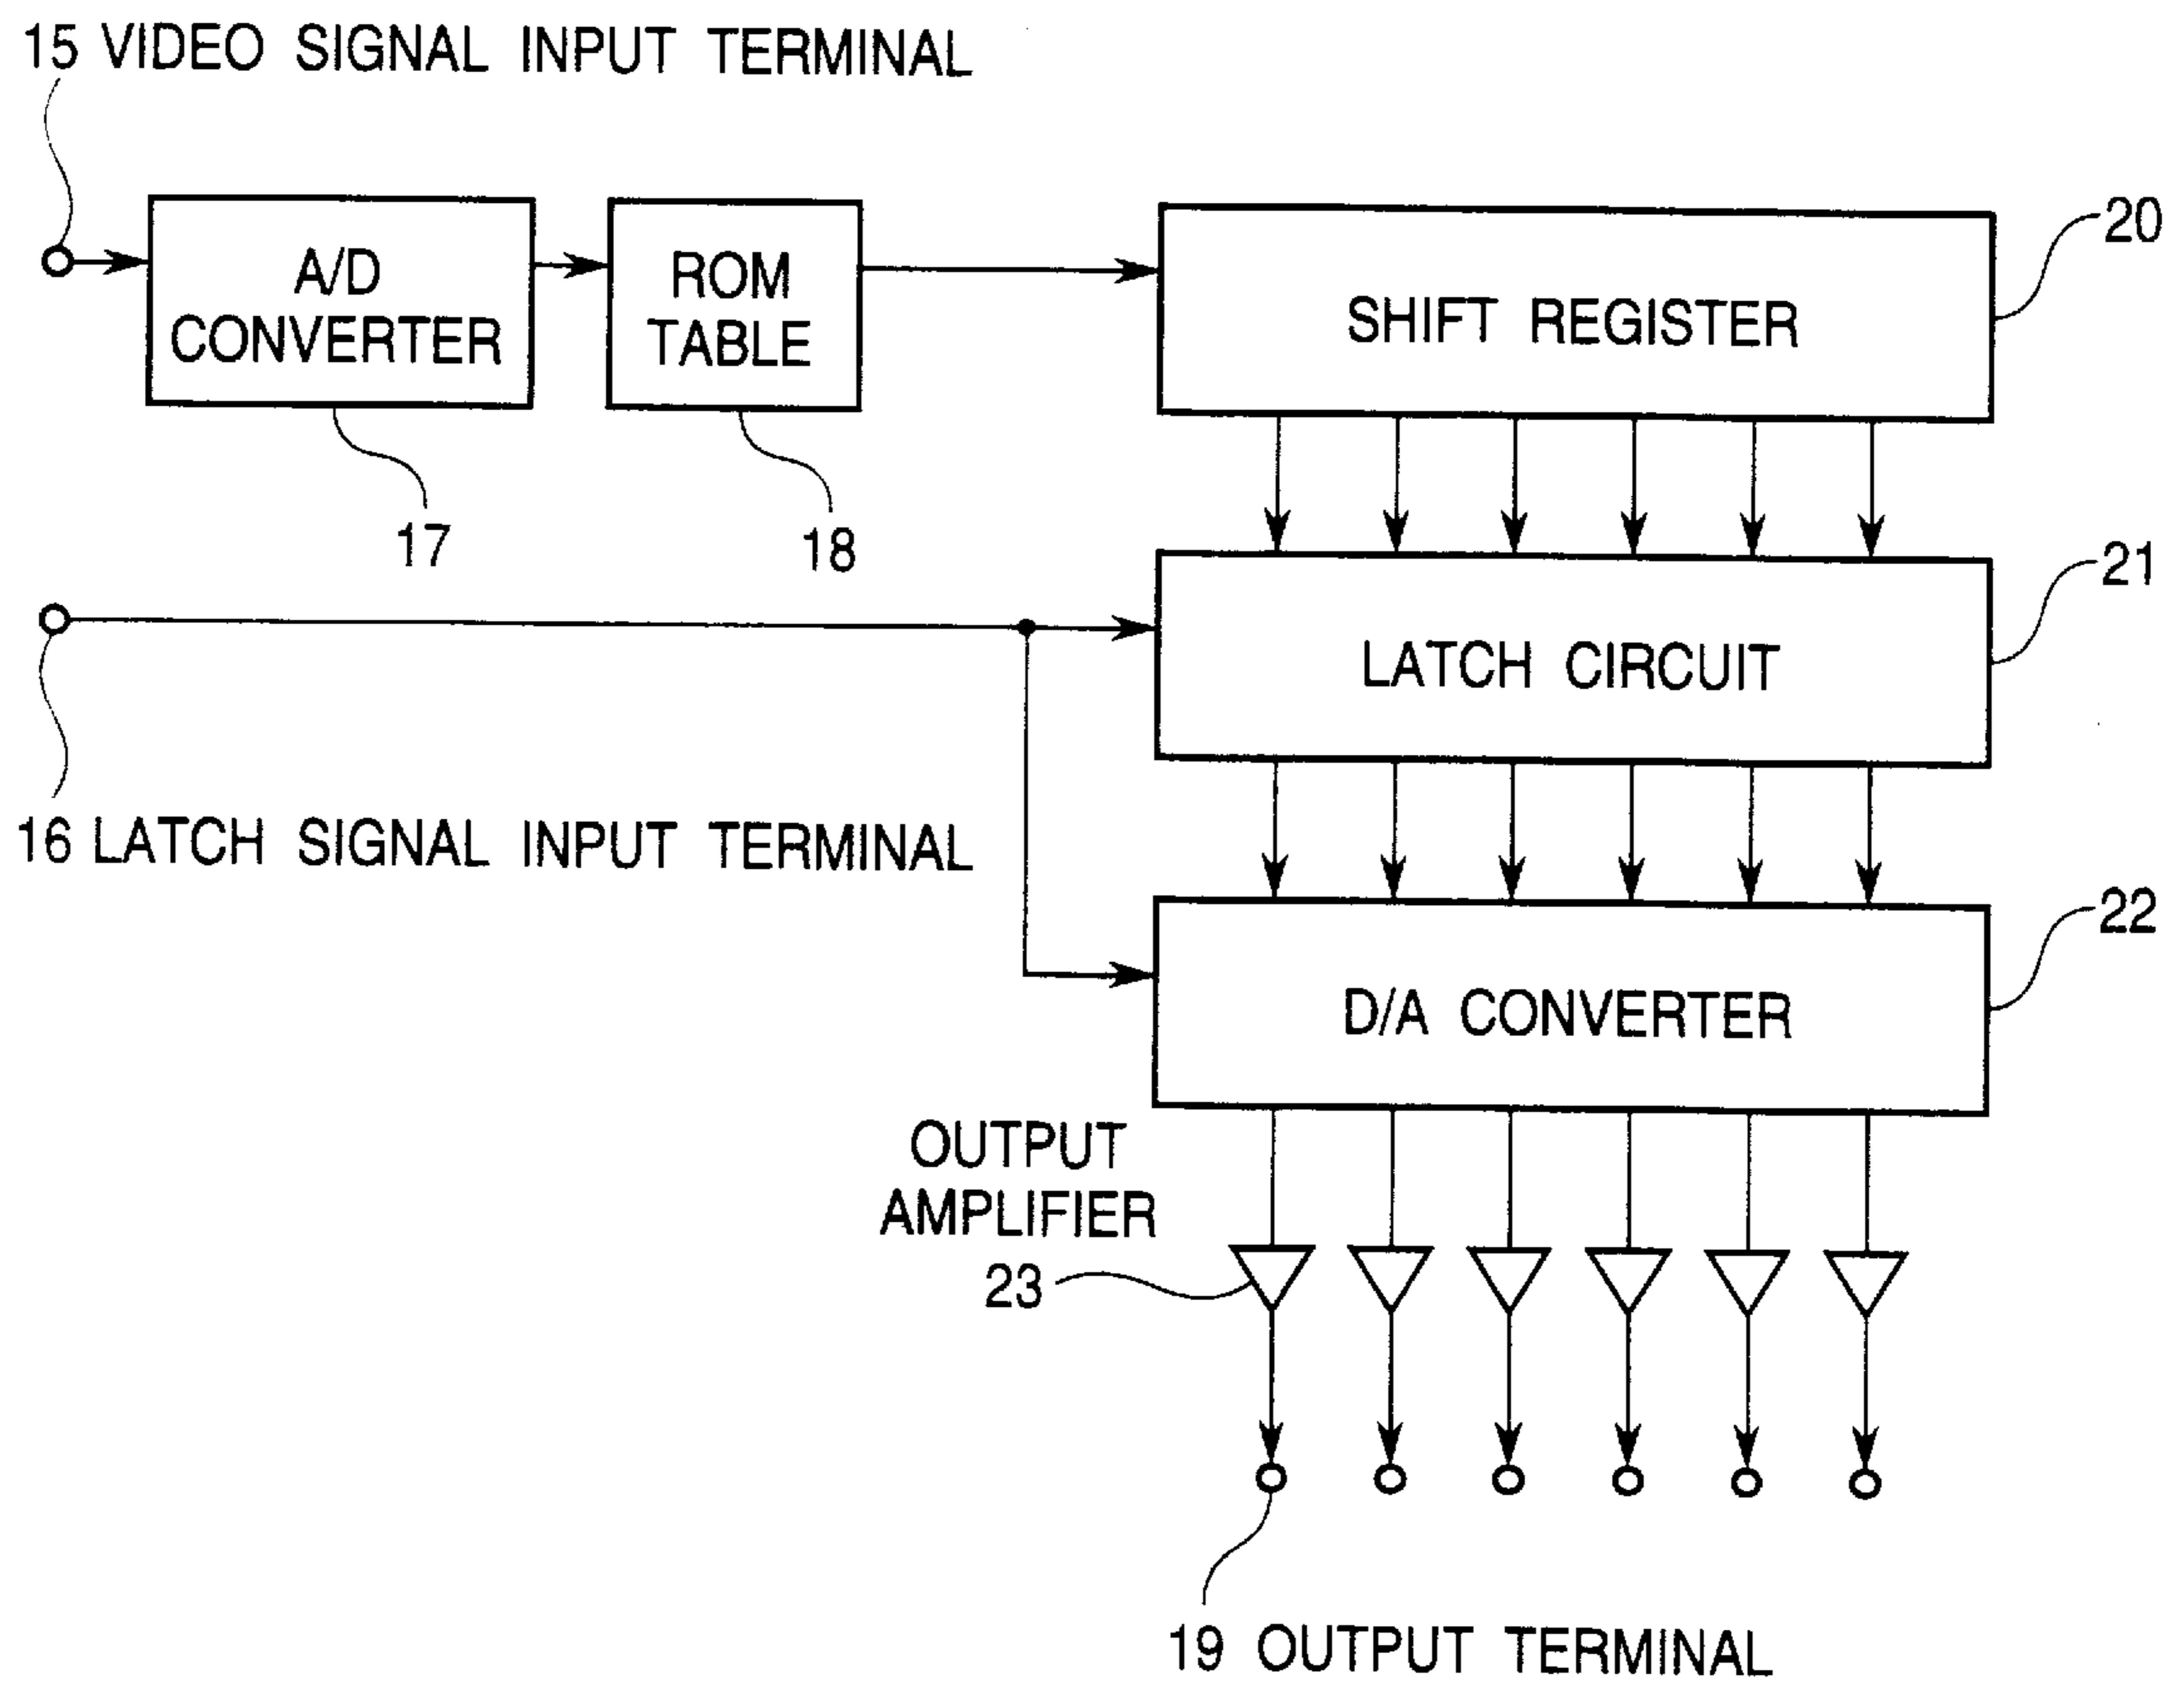 15 VIDEO SIGNAL INPUT TERMINAL
A/D
CONVERTER
ROM
TABLE
SHIFT REGISTER
20
17
18
21
LATCH CIRCUIT
16 LATCH SIGNAL INPUT TERMINAL
22
D/A CONVERTER
OUTPUT
AMPLIFIER
23
19 OUTPUT TERMINAL